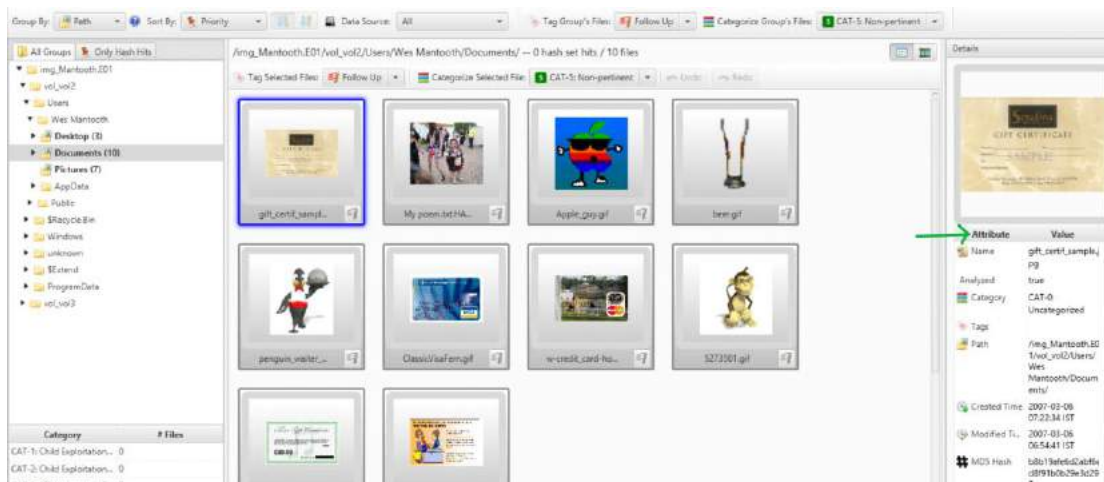 Group By: Path Sort By: Priority Data Source: All Tag Group's Files: Follow Up Categorize Group's Files: CAT-5: Non-pertinent
All Groups Only Hash Hits
img_Mantooth.E01
vol_vol2
Users
Wes Mantooth
Desktop (3)
Documents (10)
Pictures (7)
AppData
Public
$Recycle.Bin
Windows
unknown
$Extend
ProgramData
vol_vol3
Category # Files
CAT-1: Child Exploitation... 0
CAT-2: Child Exploitation... 0
/img_Mantooth.E01/vol_vol2/Users/Wes Mantooth/Documents/ -- 0 hash set hits / 10 files
Tag Selected Files: Follow Up Categorize Selected File: CAT-5: Non-pertinent Undo Redo
gift_certif_sampl...
My poem.txt:HA...
Apple_guy.gif
beer.gif
penguin_waiter_...
ClassicVisaFern.gif
w-credit_card-ho...
5273501.gif
Details
GIFT CERTIFICATE
Attribute Value
Name gift_certif_sample.j
pg
Analyzed true
Category CAT-0:
Uncategorized
Tags
Path /img_Mantooth.E0
1/vol_vol2/Users/
Wes
Mantooth/Docum
ents/
Created Time 2007-03-06
07:22:34 IST
Modified Ti... 2007-03-06
06:54:41 IST
MD5 Hash